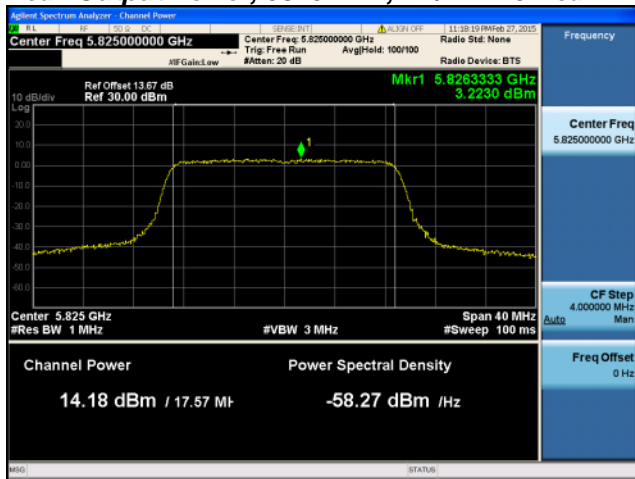 Agilent Spectrum Analyzer - Channel Power
RL RF 50 Ω DC SENSE:INT ALIGN OFF 11:18:19 PM Feb 27, 2015
Center Freq 5.825000000 GHz
Center Freq: 5.825000000 GHz
Radio Std: None
Trig: Free Run Avg|Hold: 100/100
#IFGain:Low #Atten: 20 dB Radio Device: BTS
Mkr1 5.8263333 GHz
3.2230 dBm
Ref Offset 13.67 dB
10 dB/div Ref 30.00 dBm
Log
20.0
10.0
0.00
-10.0
-20.0
-30.0
-40.0
-50.0
-60.0
1
Center 5.825 GHz Span 40 MHz
#Res BW 1 MHz #VBW 3 MHz #Sweep 100 ms
Channel Power Power Spectral Density
14.18 dBm / 17.57 MH -58.27 dBm /Hz
MSG STATUS
Frequency
Center Freq
5.825000000 GHz
CF Step
4.000000 MHz
Auto Man
Freq Offset
0 Hz